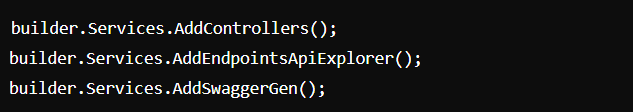 builder.Services.AddControllers();
builder.Services.AddEndpointsApiExplorer();
builder.Services.AddSwaggerGen();